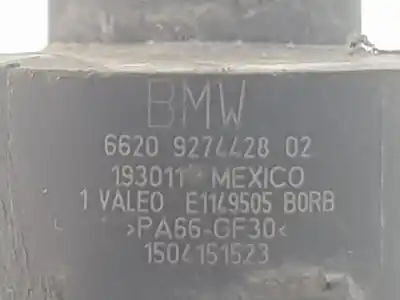 BMW
6620 9274428 02
193011 MEXICO
1 VALEO E1149505 B0RB
>PA66-GF30<
1504151523